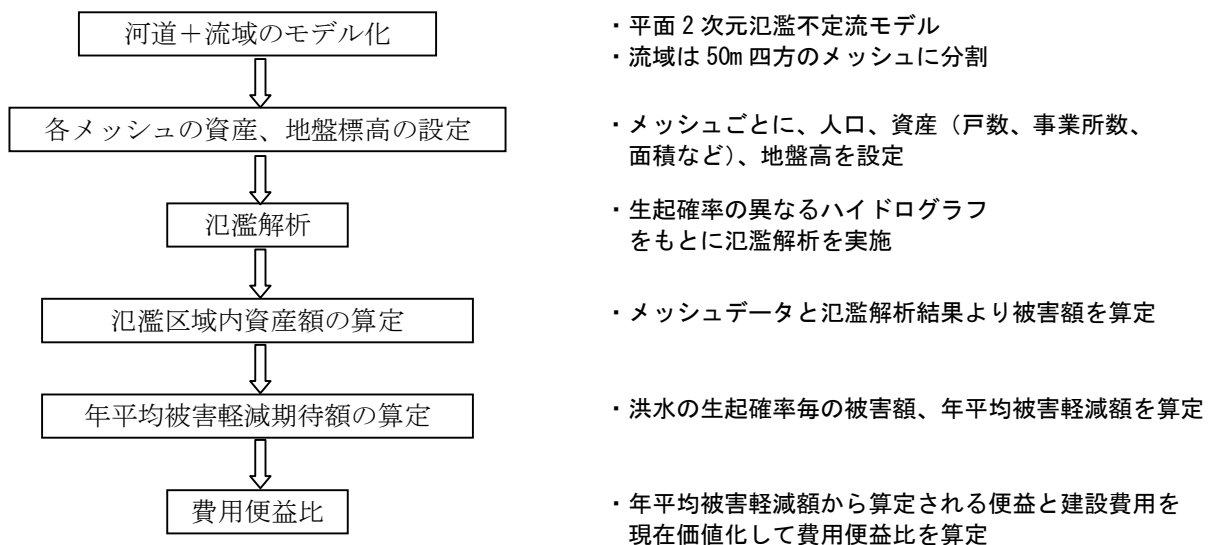 河道＋流域のモデル化
・平面２次元氾濫不定流モデル
・流域は 50m 四方のメッシュに分割
各メッシュの資産、地盤標高の設定
・メッシュごとに、人口、資産（戸数、事業所数、
面積など）、地盤高を設定
氾濫解析
・生起確率の異なるハイドログラフ
をもとに氾濫解析を実施
氾濫区域内資産額の算定
・メッシュデータと氾濫解析結果より被害額を算定
年平均被害軽減期待額の算定
・洪水の生起確率毎の被害額、年平均被害軽減額を算定
費用便益比
・年平均被害軽減額から算定される便益と建設費用を
現在価値化して費用便益比を算定